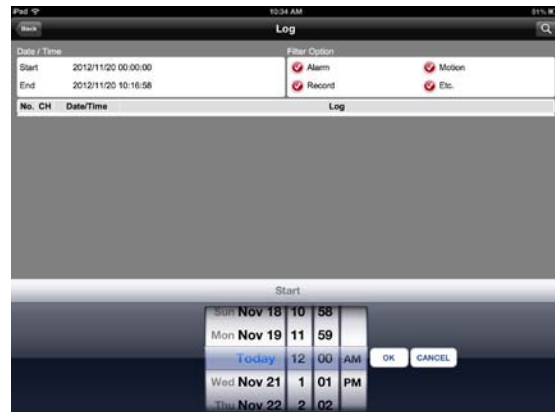 iPad 10:34 AM 51%
Back Log
Date / Time Filter Option
Start 2012/11/20 00:00:00 Alarm Motion
End 2012/11/20 10:16:58 Record Etc.
No. CH Date/Time Log
Start
Sun Nov 18 10 58
Mon Nov 19 11 59
Today 12 00 AM OK CANCEL
Wed Nov 21 1 01 PM
Thu Nov 22 2 02